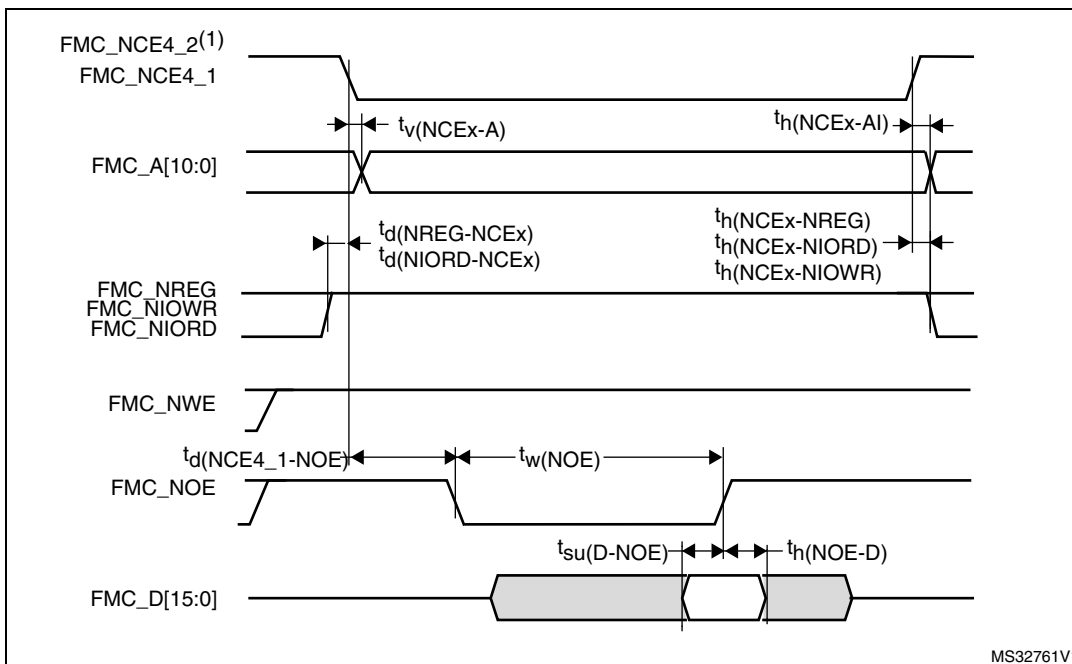 FMC_NCE4_2(1)
FMC_NCE4_1
tv(NCEx-A)
th(NCEx-AI)
FMC_A[10:0]
td(NREG-NCEx)
td(NIORD-NCEx)
th(NCEx-NREG)
th(NCEx-NIORD)
th(NCEx-NIOWR)
FMC_NREG
FMC_NIOWR
FMC_NIORD
FMC_NWE
td(NCE4_1-NOE)
tw(NOE)
FMC_NOE
tsu(D-NOE)
th(NOE-D)
FMC_D[15:0]
MS32761V